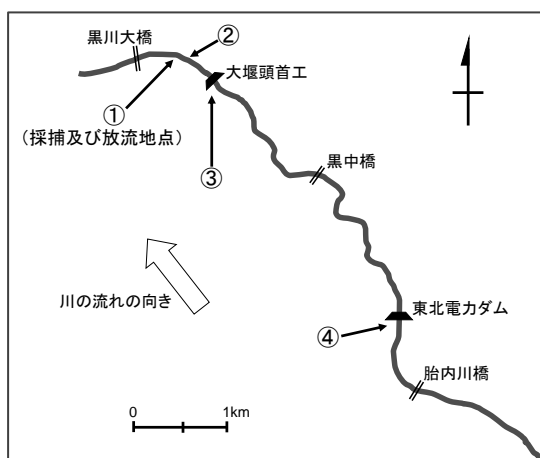 黒川大橋
②
大堰頭首工
①
(採捕及び放流地点)
③
黒中橋
川の流れの向き
東北電力ダム
④
胎内川橋
0 1km